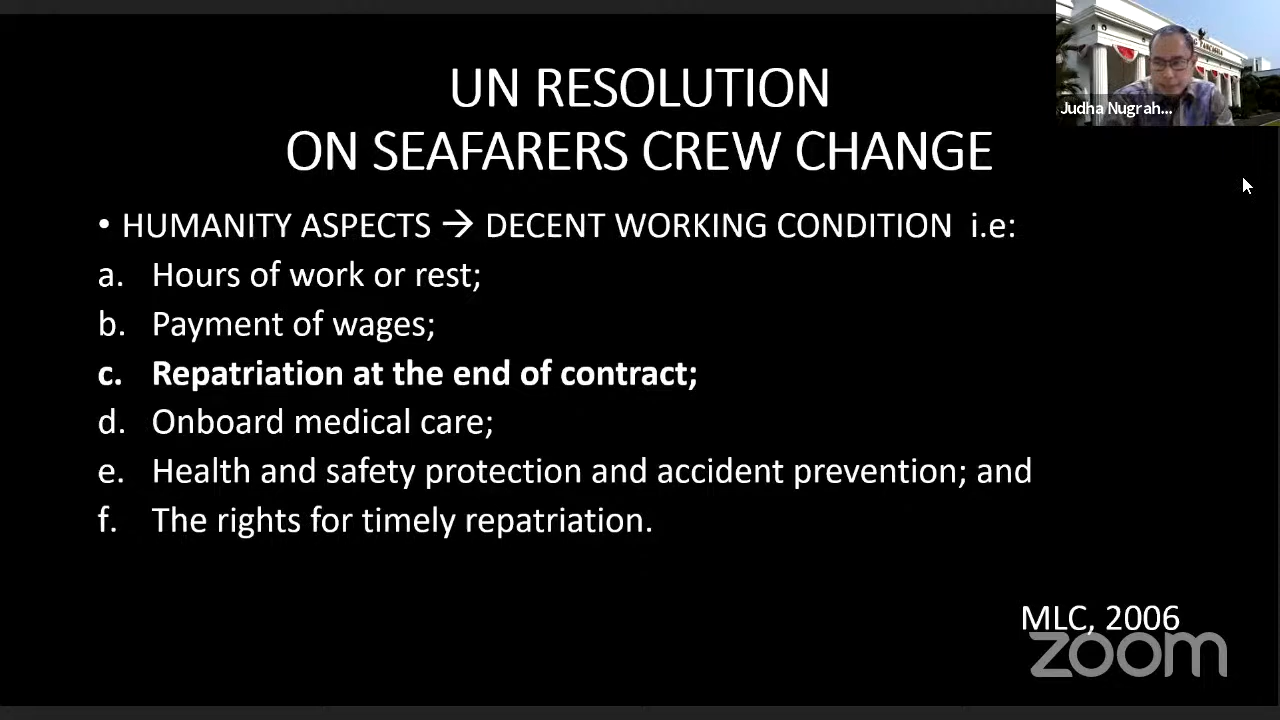 UN RESOLUTION
ON SEAFARERS CREW CHANGE
Judha Nugrah...
• HUMANITY ASPECTS → DECENT WORKING CONDITION i.e:
a. Hours of work or rest;
b. Payment of wages;
c. Repatriation at the end of contract;
d. Onboard medical care;
e. Health and safety protection and accident prevention; and
f. The rights for timely repatriation.
MLC, 2006
zoom